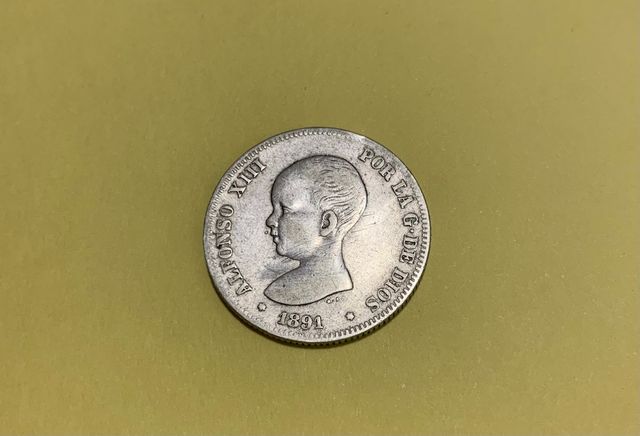 ALFONSO XIII
POR LA G. DE DIOS
* 1891 *